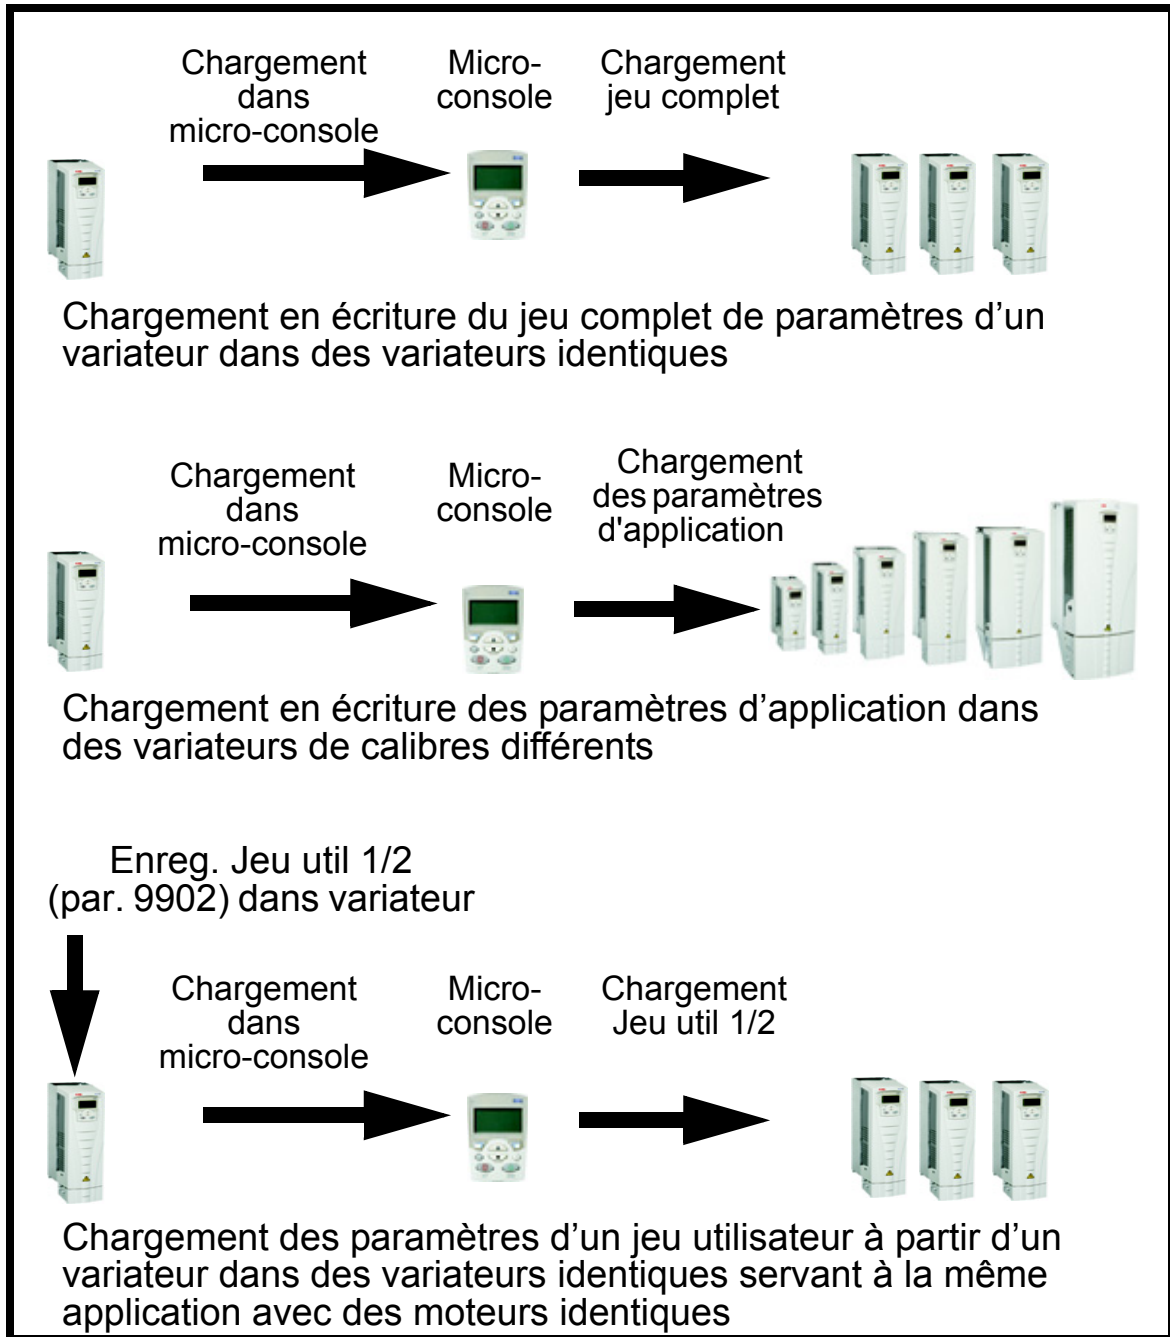 Chargement
dans
micro-console
Micro-
console
Chargement
jeu complet
Chargement en écriture du jeu complet de paramètres d'un
variateur dans des variateurs identiques
Chargement
dans
micro-console
Micro-
console
Chargement
des paramètres
d'application
Chargement en écriture des paramètres d'application dans
des variateurs de calibres différents
Enreg. Jeu util 1/2
(par. 9902) dans variateur
Chargement
dans
micro-console
Micro-
console
Chargement
Jeu util 1/2
Chargement des paramètres d'un jeu utilisateur à partir d'un
variateur dans des variateurs identiques servant à la même
application avec des moteurs identiques